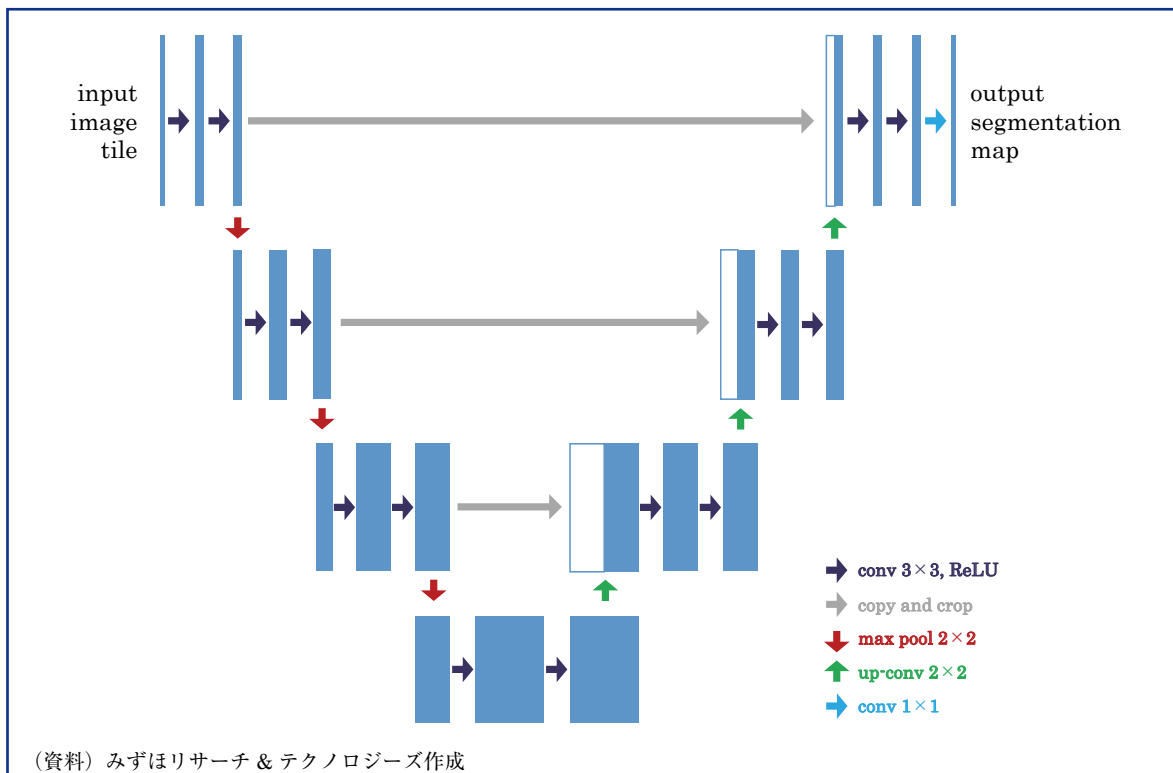 input
image
tile
output
segmentation
map
conv 3×3, ReLU
copy and crop
max pool 2×2
up-conv 2×2
conv 1×1
（資料）みずほリサーチ & テクノロジーズ作成